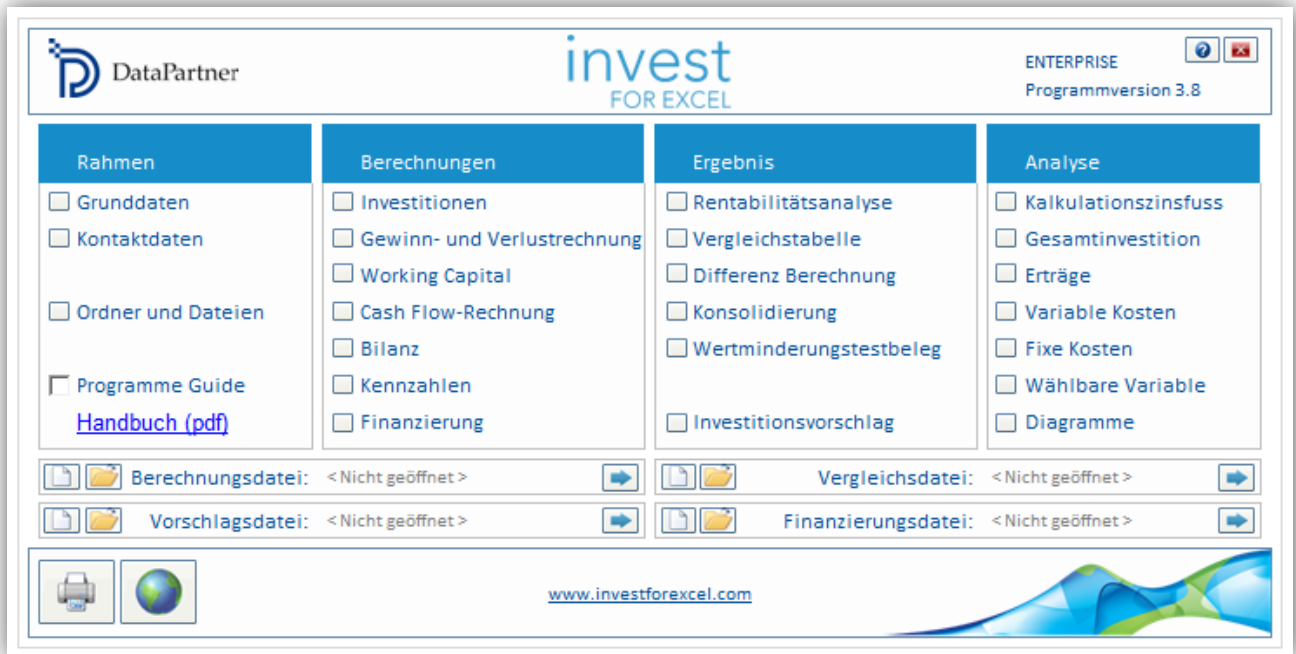 DataPartner
invest
FOR EXCEL
ENTERPRISE
Programmversion 3.8
Rahmen
Grunddaten
Kontaktdaten
Ordner und Dateien
Programme Guide
Handbuch (pdf)
Berechnungen
Investitionen
Gewinn- und Verlustrechnung
Working Capital
Cash Flow-Rechnung
Bilanz
Kennzahlen
Finanzierung
Ergebnis
Rentabilitätsanalyse
Vergleichstabelle
Differenz Berechnung
Konsolidierung
Wertminderungstestbeleg
Investitionsvorschlag
Analyse
Kalkulationszinsfuss
Gesamtinvestition
Erträge
Variable Kosten
Fixe Kosten
Wählbare Variable
Diagramme
Berechnungsdatei: <Nicht geöffnet>
Vergleichsdatei: <Nicht geöffnet>
Vorschlagsdatei: <Nicht geöffnet>
Finanzierungsdatei: <Nicht geöffnet>
www.investforexcel.com